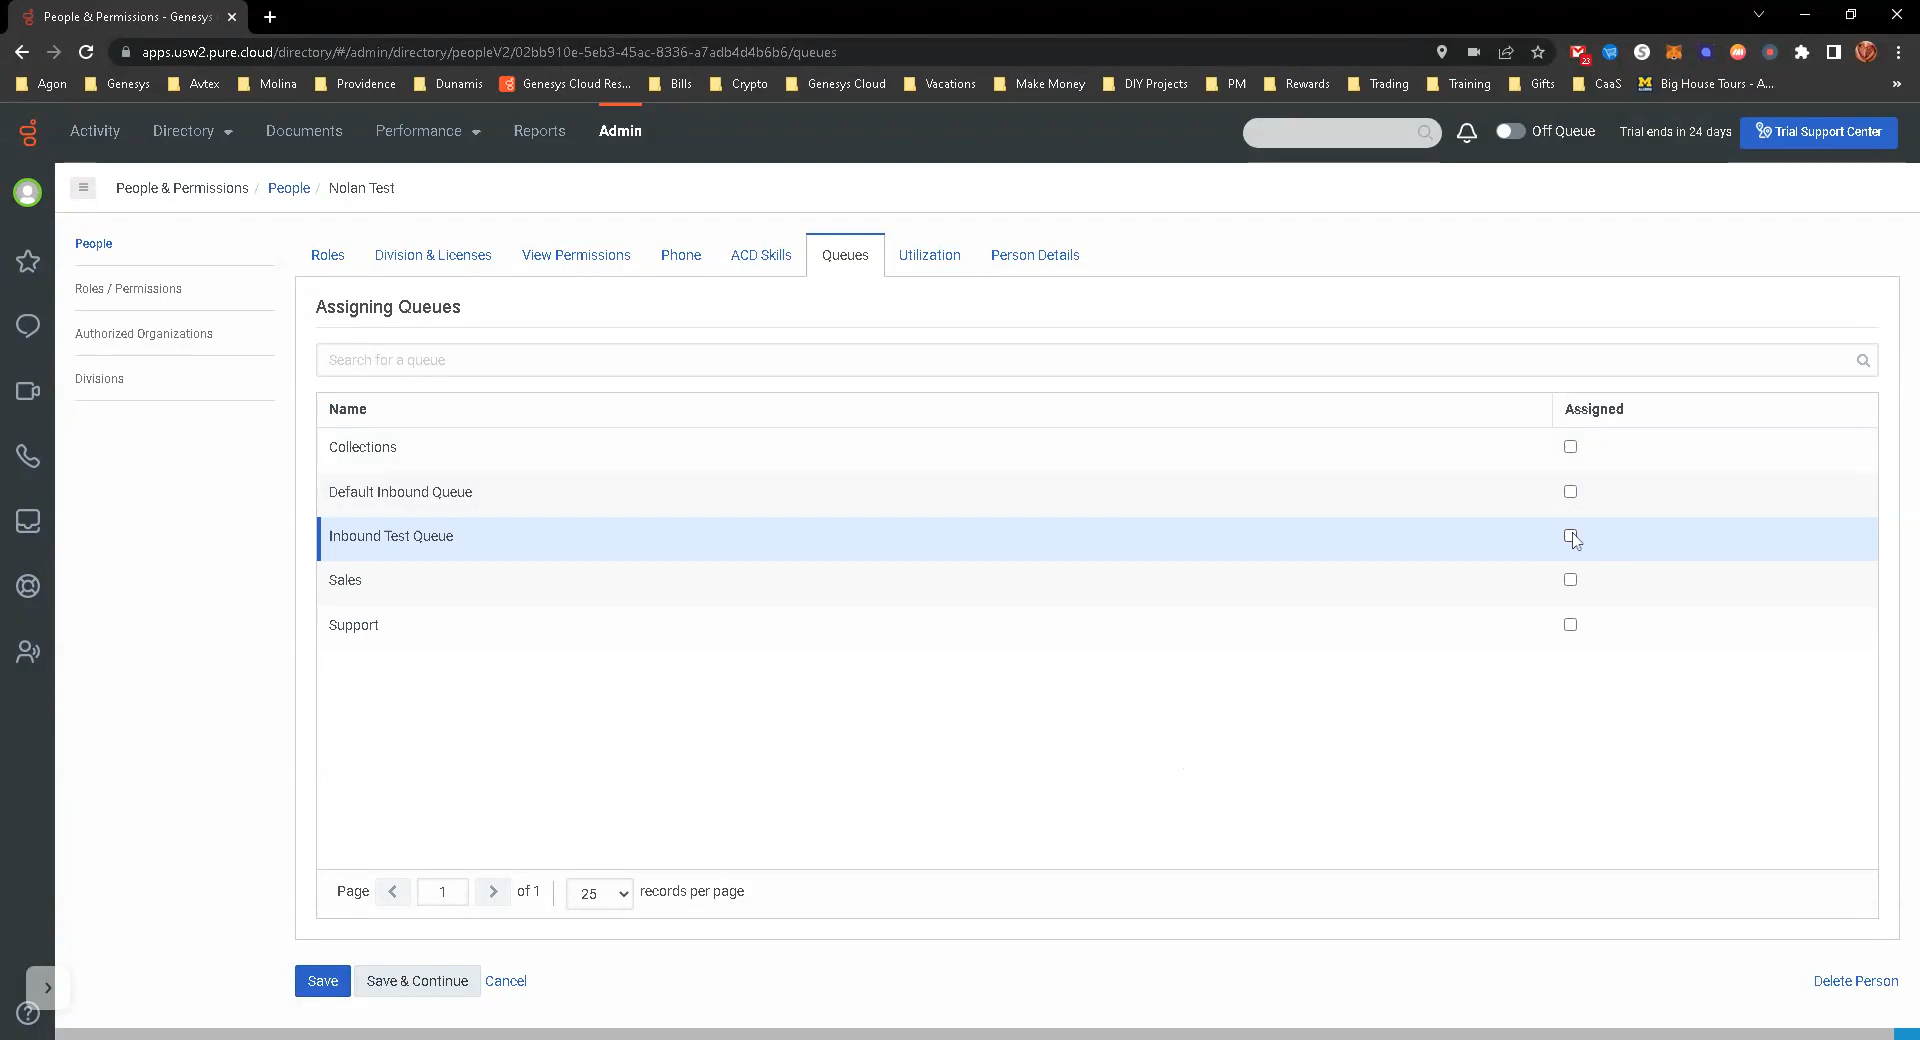 People & Permissions - Genesys
apps.usw2.pure.cloud/directory/#/admin/directory/peopleV2/02bb910e-5eb3-45ac-8336-a7adb4d4b6b6/queues
23
Agon Genesys Avtex Molina Providence Dunamis Genesys Cloud Res... Bills Crypto Genesys Cloud Vacations Make Money DIY Projects PM Rewards Trading Training Gifts CaaS Big House Tours - A... »
Activity Directory Documents Performance Reports Admin Off Queue Trial ends in 24 days Trial Support Center
People & Permissions / People / Nolan Test
People
Roles / Permissions
Authorized Organizations
Divisions
Roles Division & Licenses View Permissions Phone ACD Skills Queues Utilization Person Details
Assigning Queues
Search for a queue
Name Assigned
Collections
Default Inbound Queue
Inbound Test Queue
Sales
Support
Page 1 of 1 25 records per page
Save Save & Continue Cancel Delete Person